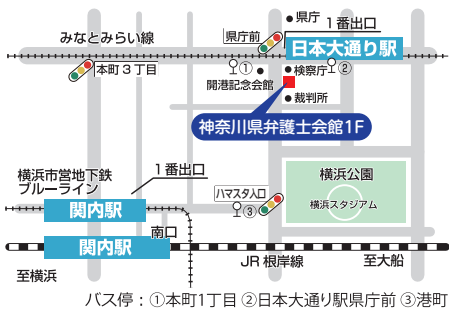 県庁
県庁前
1番出口
みなとみらい線
日本大通り駅
本町3丁目
①
検察庁
②
開港記念会館
裁判所
神奈川県弁護士会館1F
1番出口
横浜市営地下鉄
ブルーライン
横浜公園
ハマスタ入口
横浜スタジアム
関内駅
③
南口
関内駅
JR根岸線
至大船
至横浜
バス停：①本町1丁目 ②日本大通り駅県庁前 ③港町